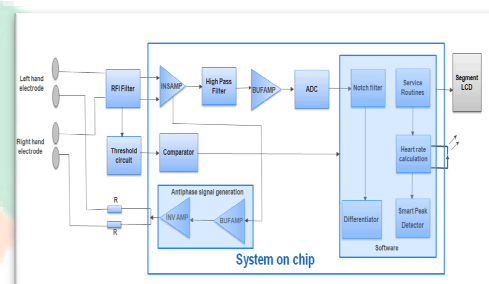 Left hand
electrode
Right hand
electrode
RFI Filter
Threshold
circuit
INSAMP
High Pass
Filter
BUFAMP
ADC
Comparator
Antiphase signal generation
INV AMP
BUFAMP
R
R
System on chip
Notch filter
Service
Routines
Heart rate
calculation
Differentiator
Smart Peak
Detector
Software
Segment
LCD